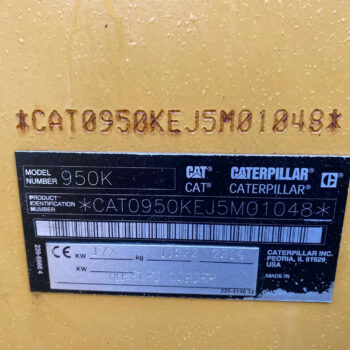 *CAT0950KEJ5M01048*
MODEL NUMBER 950K CAT® CATERPILLAR®
CAT® CATERPILLAR®
PRODUCT IDENTIFICATION NUMBER *CAT0950KEJ5M01048*
CE KW kg CATERPILLAR INC.
PEORIA, IL 61629,
KW MADE IN